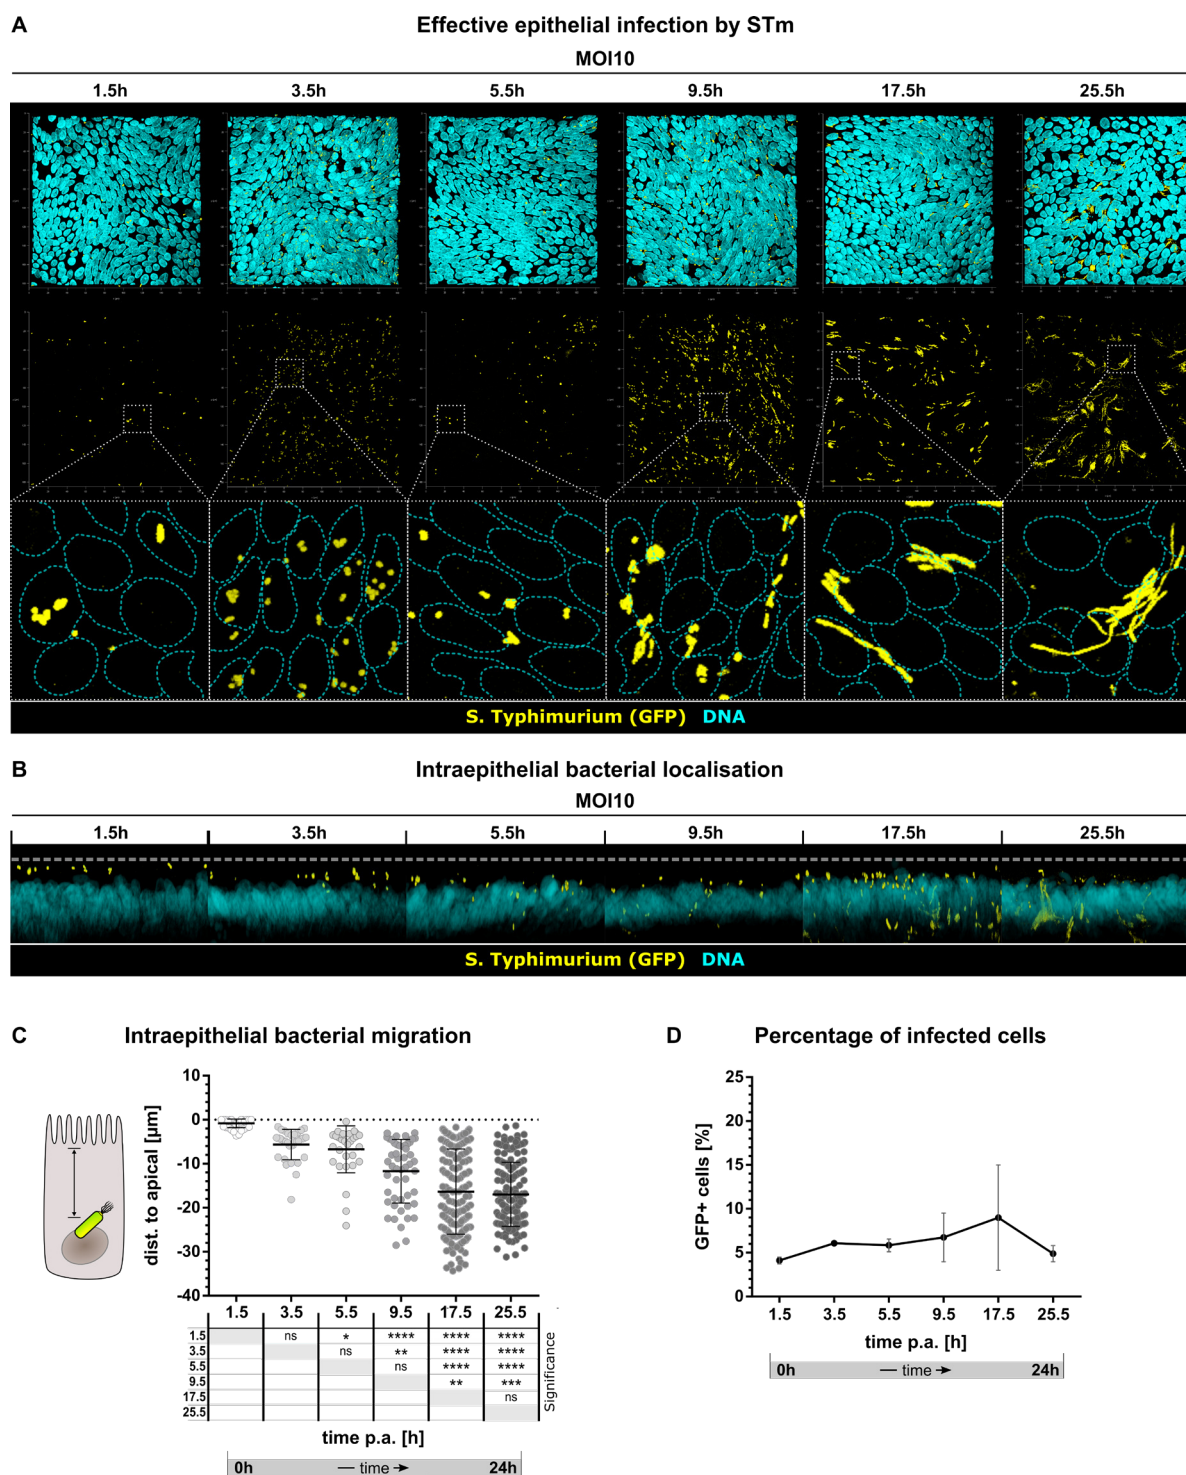 A
Effective epithelial infection by STm
MOI10
1.5h 3.5h 5.5h 9.5h 17.5h 25.5h
S. Typhimurium (GFP) DNA
B
Intraepithelial bacterial localisation
MOI10
1.5h 3.5h 5.5h 9.5h 17.5h 25.5h
S. Typhimurium (GFP) DNA
C
Intraepithelial bacterial migration
dist. to apical [µm]
10
0
-10
-20
-30
-40
1.5 3.5 5.5 9.5 17.5 25.5
1.5 ns * **** **** ****
3.5 ns ** **** ****
5.5 ns **** ****
9.5 ** ***
17.5 ns
25.5
Significance
time p.a. [h]
0h time 24h
D
Percentage of infected cells
GFP+ cells [%]
25
20
15
10
5
0
1.5 3.5 5.5 9.5 17.5 25.5
time p.a. [h]
0h time 24h